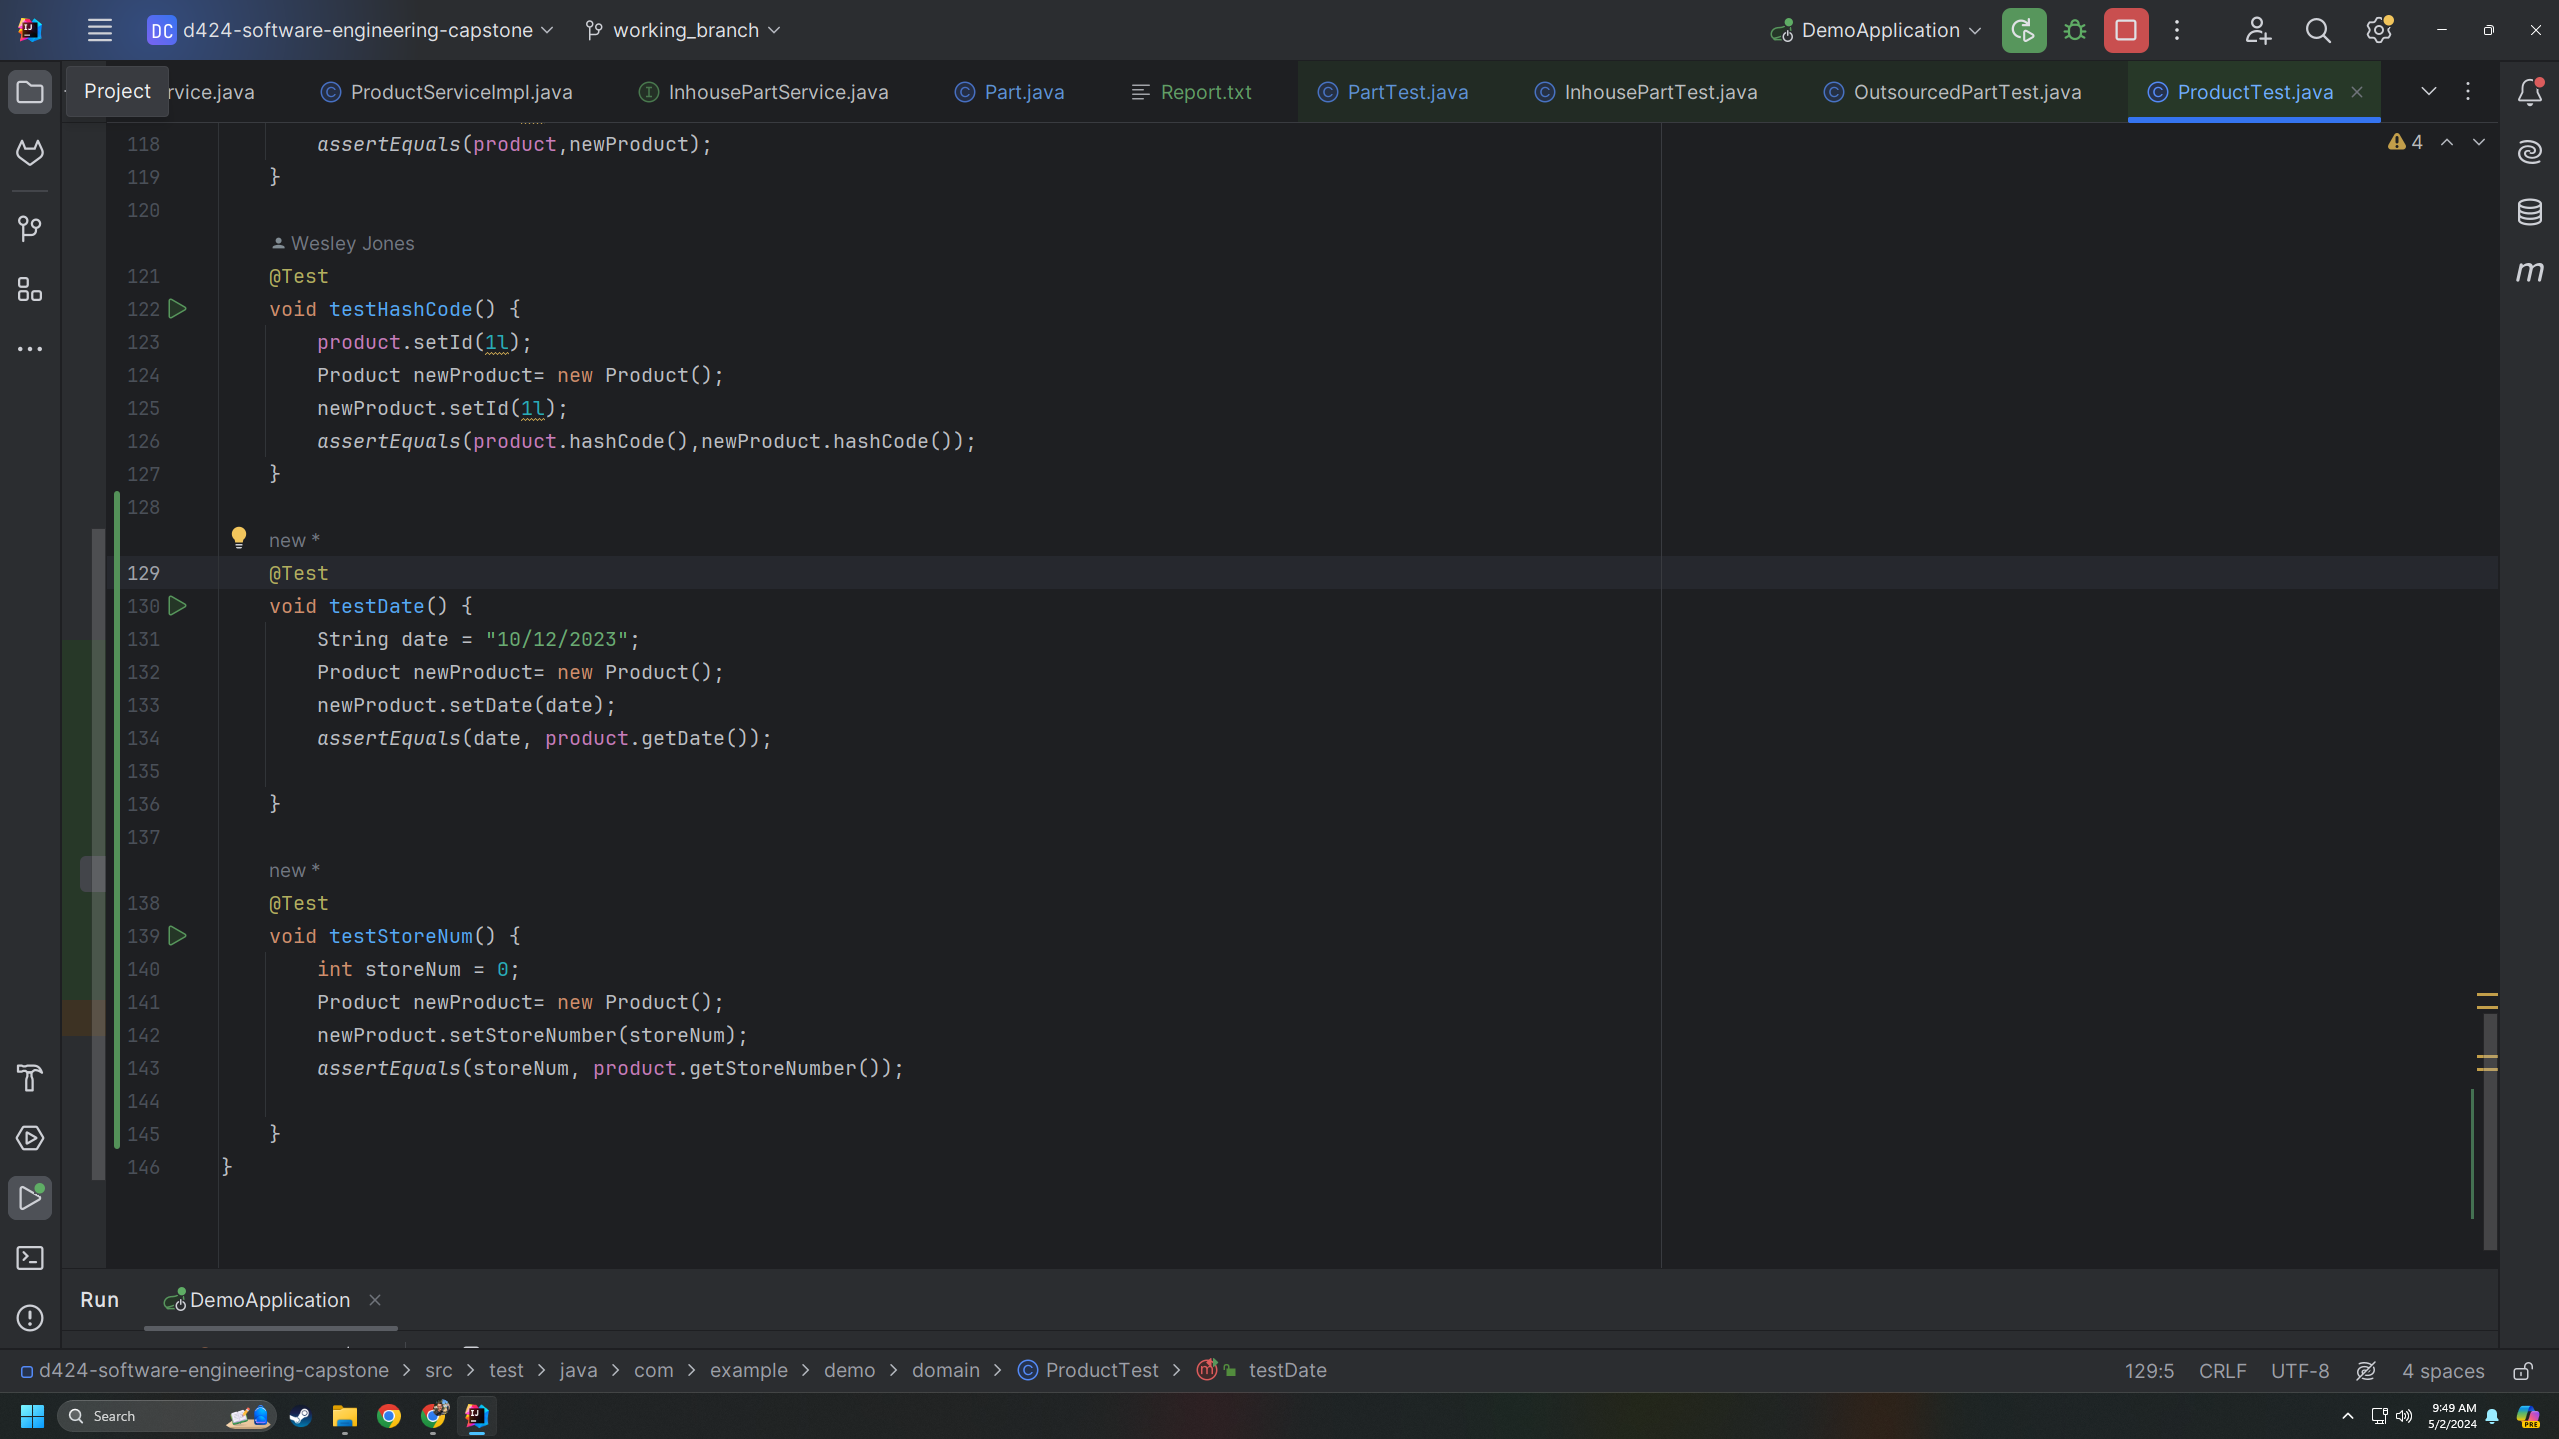 DC d424-software-engineering-capstone working_branch DemoApplication
Project rvice.java ProductServiceImpl.java InhousePartService.java Part.java Report.txt PartTest.java InhousePartTest.java OutsourcedPartTest.java ProductTest.java
4
118 assertEquals(product,newProduct);
119 }
120
Wesley Jones
121 @Test
122 void testHashCode() {
123 product.setId(1l);
124 Product newProduct= new Product();
125 newProduct.setId(1l);
126 assertEquals(product.hashCode(),newProduct.hashCode());
127 }
128
new *
129 @Test
130 void testDate() {
131 String date = "10/12/2023";
132 Product newProduct= new Product();
133 newProduct.setDate(date);
134 assertEquals(date, product.getDate());
135
136 }
137
new *
138 @Test
139 void testStoreNum() {
140 int storeNum = 0;
141 Product newProduct= new Product();
142 newProduct.setStoreNumber(storeNum);
143 assertEquals(storeNum, product.getStoreNumber());
144
145 }
146 }
Run DemoApplication
d424-software-engineering-capstone > src > test > java > com > example > demo > domain > ProductTest > testDate 129:5 CRLF UTF-8 4 spaces
Search 9:49 AM
5/2/2024